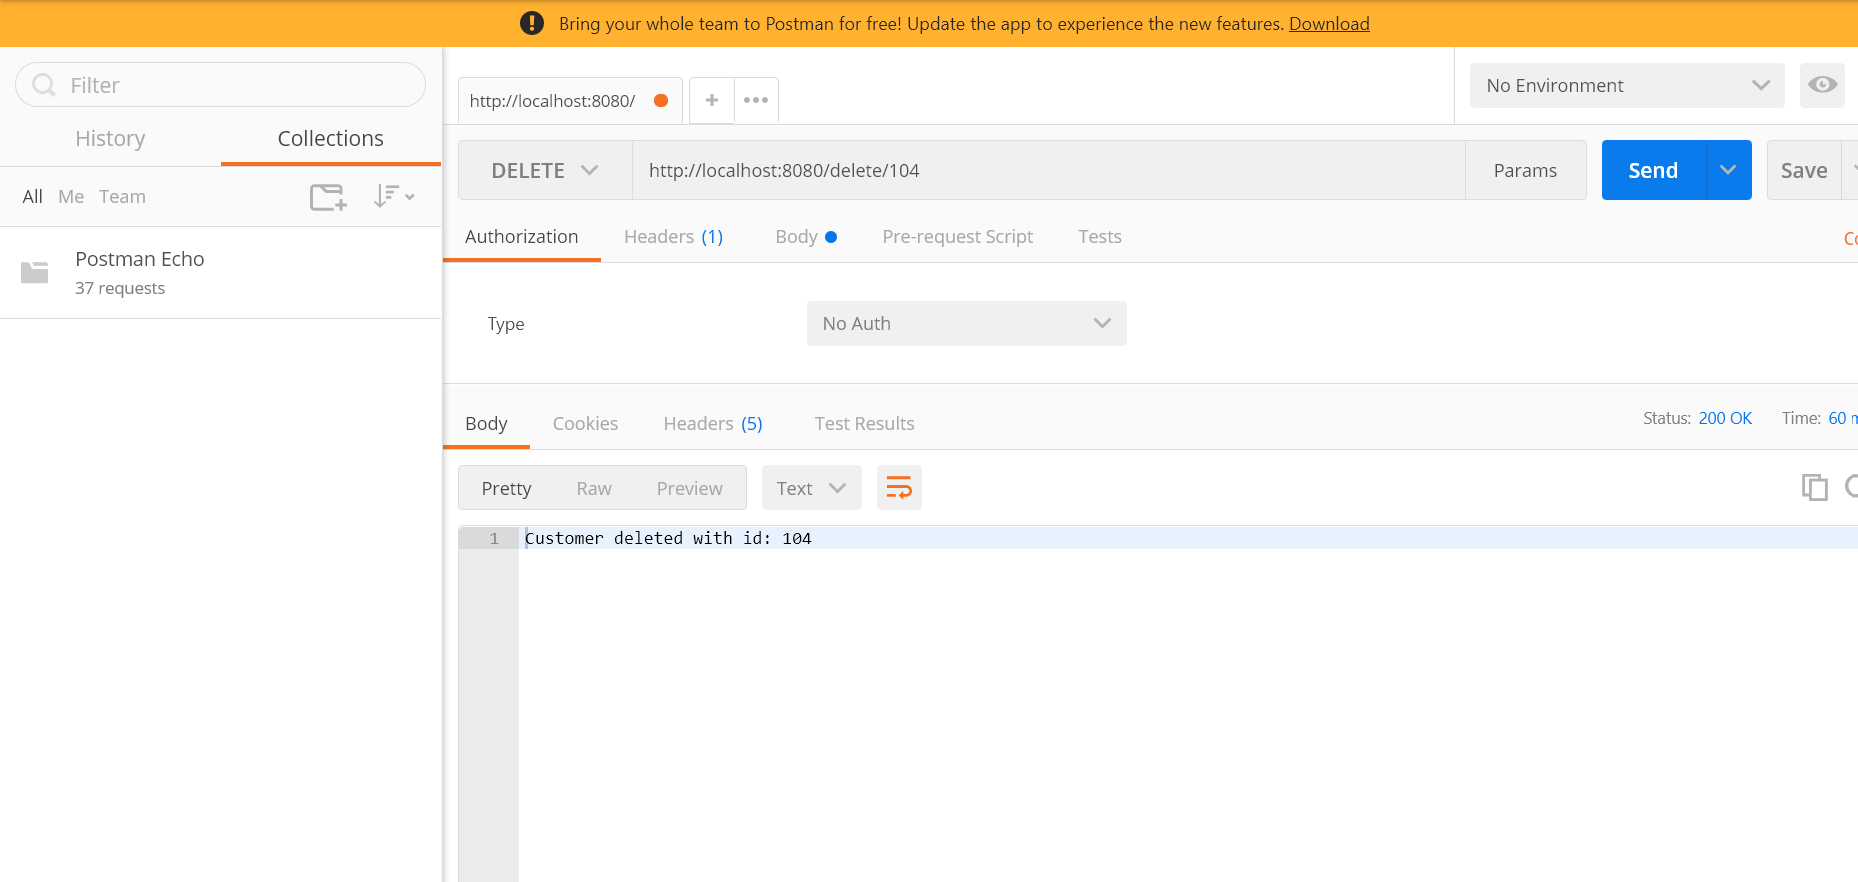 Bring your whole team to Postman for free! Update the app to experience the new features. Download
Filter
History Collections
All Me Team
Postman Echo
37 requests
http://localhost:8080/
No Environment
DELETE http://localhost:8080/delete/104 Params Send Save
Authorization Headers (1) Body Pre-request Script Tests
Type No Auth
Body Cookies Headers (5) Test Results Status: 200 OK Time: 60
Pretty Raw Preview Text
1 Customer deleted with id: 104